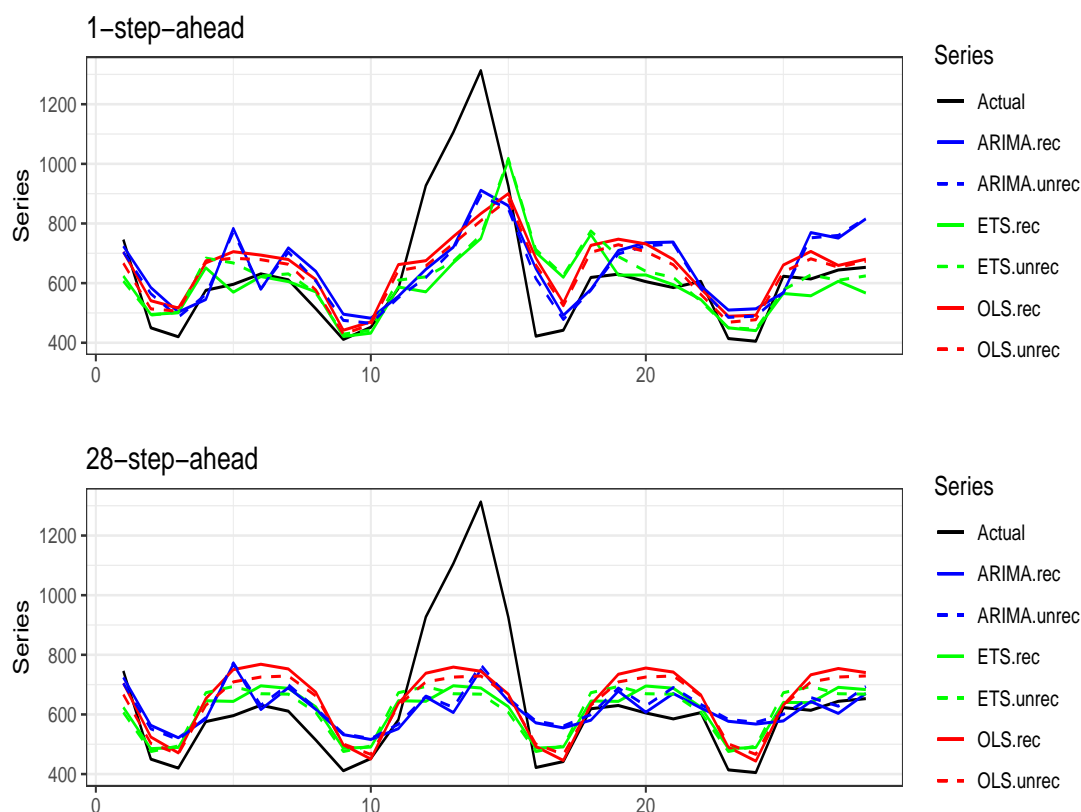 1−step−ahead
Series
1200
1000
800
600
400
0
10
20
Series
Actual
ARIMA.rec
ARIMA.unrec
ETS.rec
ETS.unrec
OLS.rec
OLS.unrec
28−step−ahead
Series
1200
1000
800
600
400
0
10
20
Series
Actual
ARIMA.rec
ARIMA.unrec
ETS.rec
ETS.unrec
OLS.rec
OLS.unrec